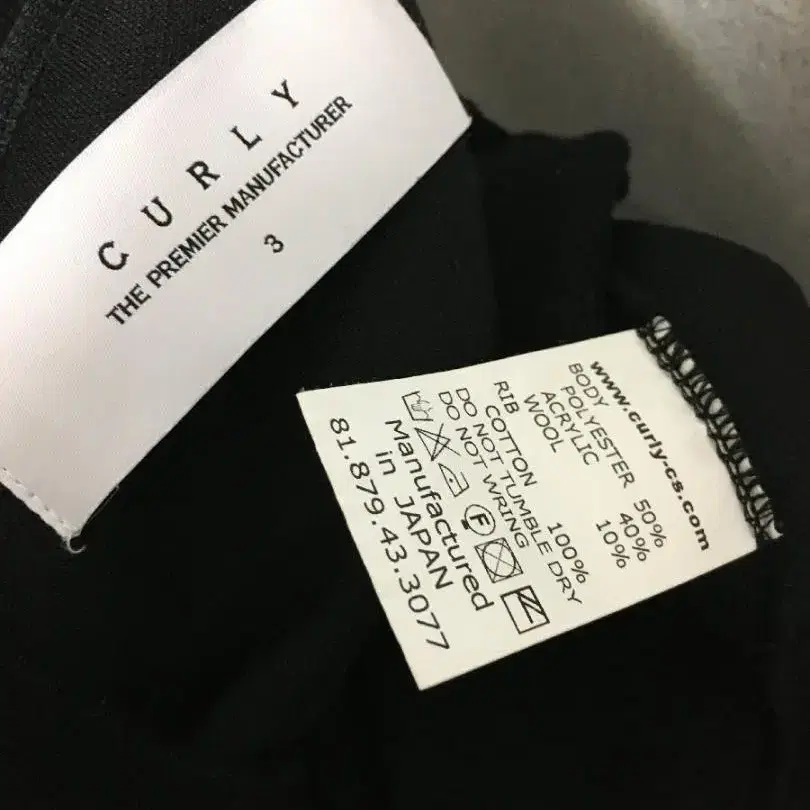 CURLY
THE PREMIER MANUFACTURER
3
www.curly-cs.com
BODY
POLYESTER 50%
ACRYLIC 40%
WOOL 10%
RIB
COTTON 100%
DO NOT TUMBLE DRY
DO NOT WRING
F
Manufactured
in JAPAN
81.879.43.3077